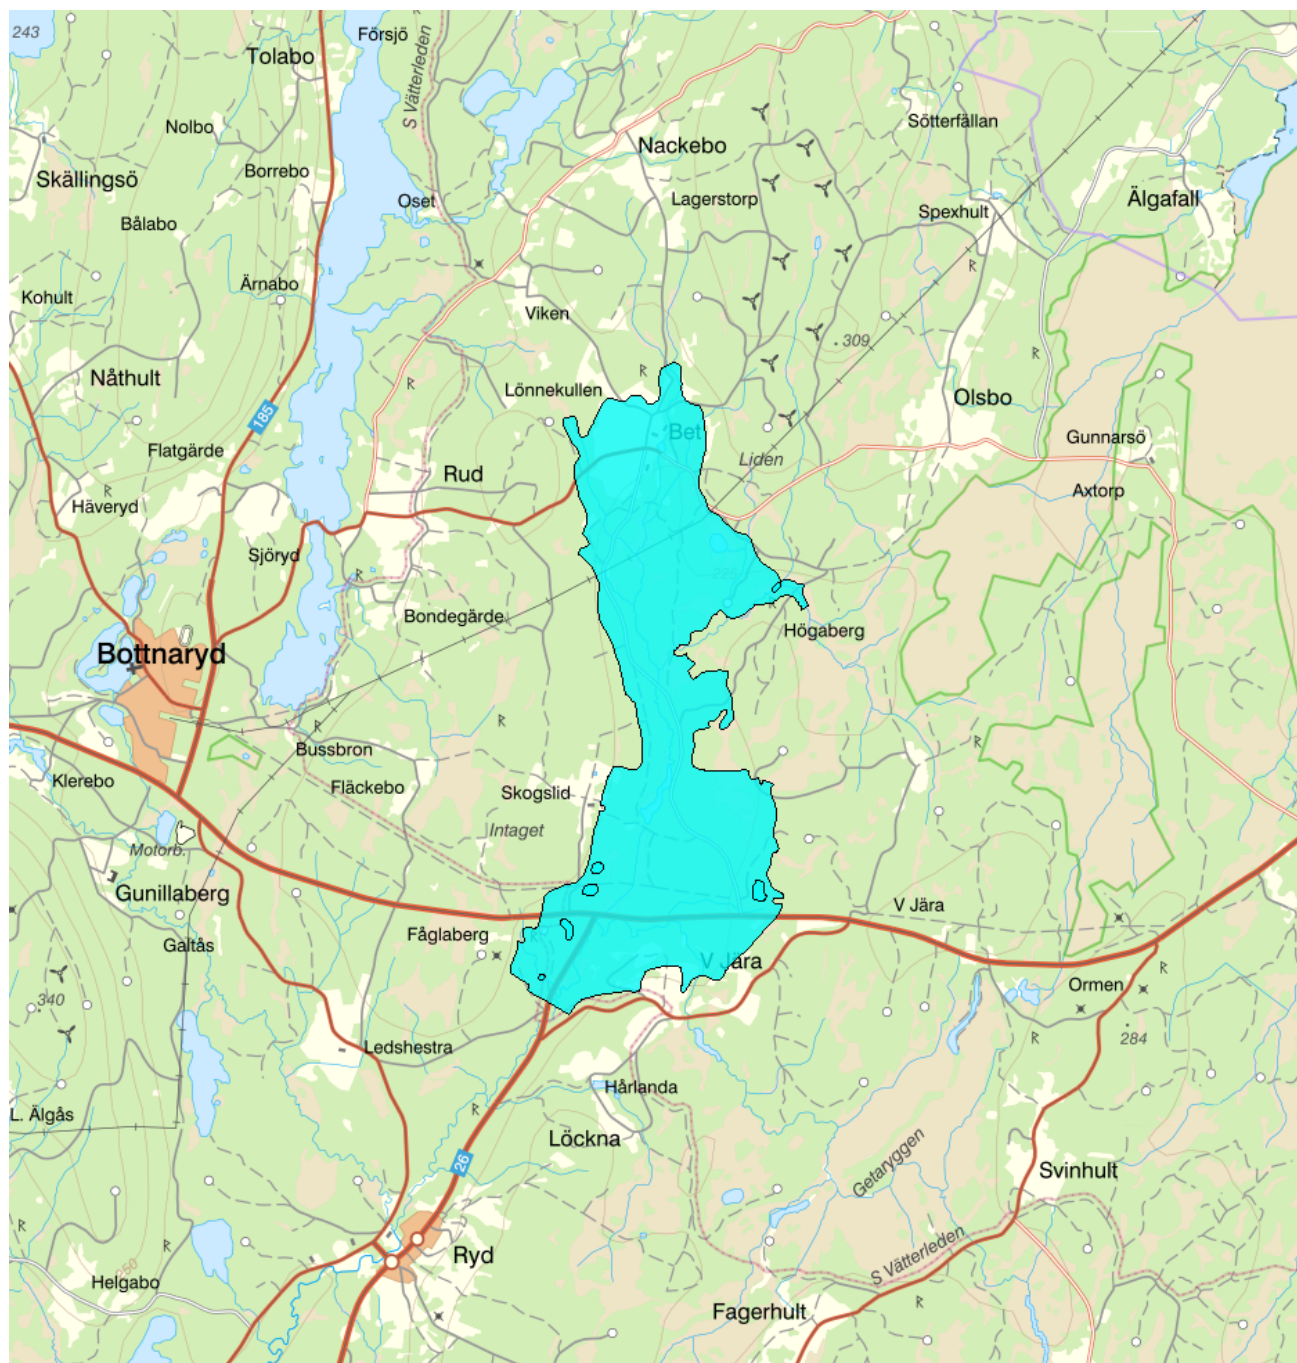 243
Försjö
Tolabo
S Vätterleden
Nolbo
Nackebo
Sötterfällan
Skällingsö
Borrebo
Lagerstorp
Älgafall
Oset
Spexhult
Bålabo
Ärnabo
Kohult
Viken
309
Nåthult
Lönnekullen
Olsbo
185
Bet
Gunnarsö
Flatgärde
Liden
Rud
Axtorp
Häveryd
Sjöryd
Bondegärde
Högaberg
Bottnaryd
Bussbron
Klerebo
Fläckebo
Skogslid
Intaget
Motorb.
Gunillaberg
V Jära
Fåglaberg
Galtås
V Jära
340
Ormen
284
Ledshestra
Hårlanda
L. Älgås
Löckna
26
Getaryggen
Svinhult
S Vätterleden
Ryd
250
Helgabo
Fagerhult